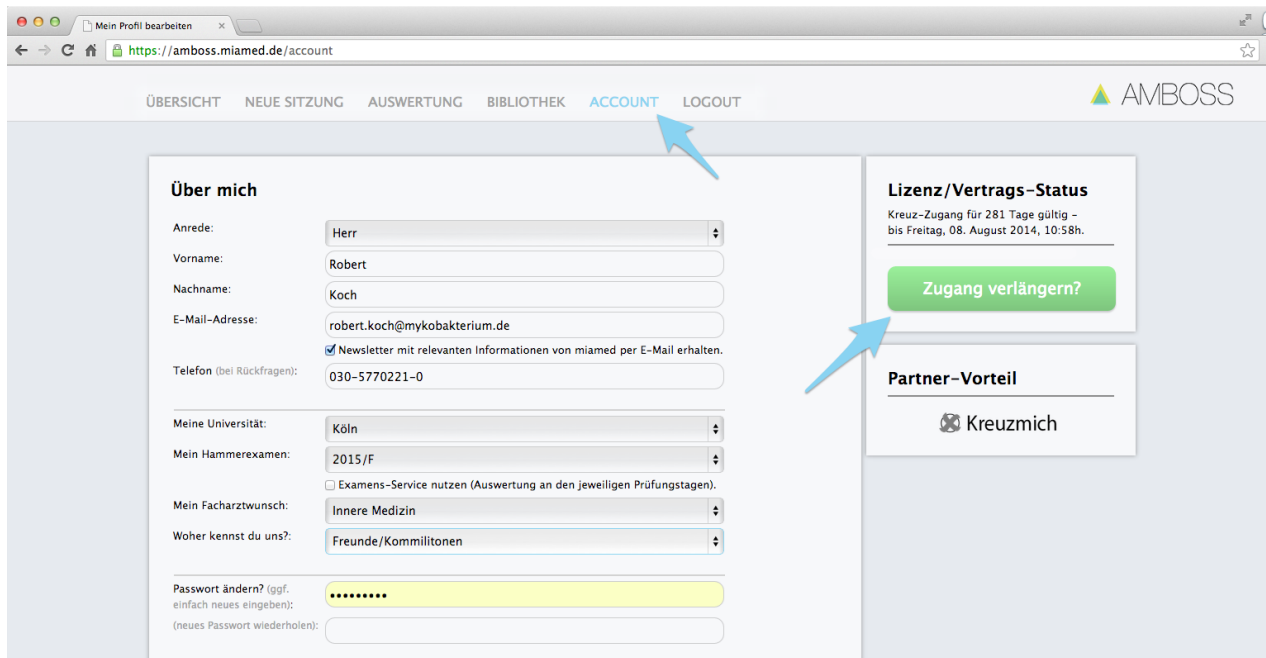 Mein Profil bearbeiten
https://amboss.miamed.de/account
ÜBERSICHT NEUE SITZUNG AUSWERTUNG BIBLIOTHEK ACCOUNT LOGOUT
AMBOSS
Über mich
Anrede: Herr
Vorname: Robert
Nachname: Koch
E-Mail-Adresse: robert.koch@mykobakterium.de
Newsletter mit relevanten Informationen von miamed per E-Mail erhalten.
Telefon (bei Rückfragen): 030-5770221-0
Meine Universität: Köln
Mein Hammerexamen: 2015/F
Examens-Service nutzen (Auswertung an den jeweiligen Prüfungstagen).
Mein Facharztwunsch: Innere Medizin
Woher kennst du uns?: Freunde/Kommilitonen
Passwort ändern? (ggf.
einfach neues eingeben): •••••••••
(neues Passwort wiederholen):
Lizenz/Vertrags-Status
Kreuz-Zugang für 281 Tage gültig -
bis Freitag, 08. August 2014, 10:58h.
Zugang verlängern?
Partner-Vorteil
Kreuzmich